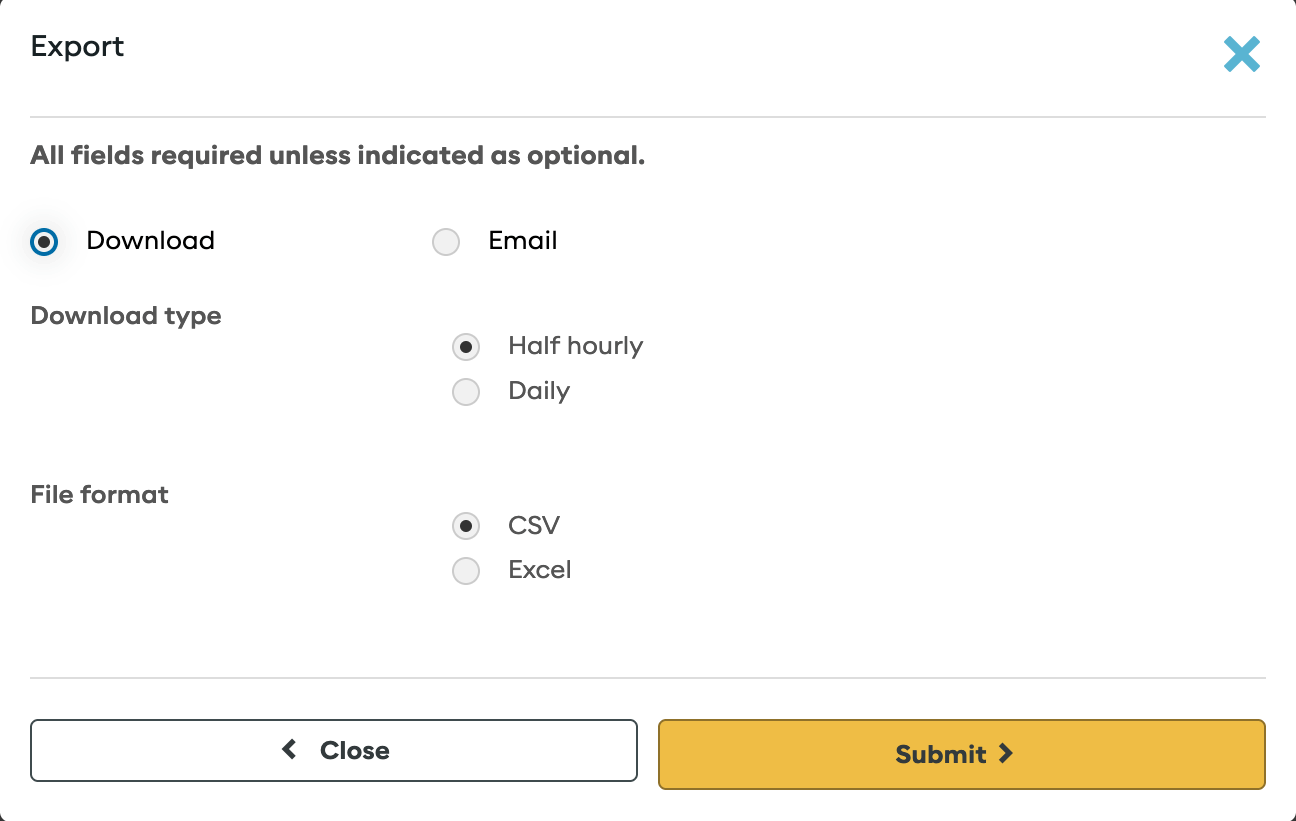 Export
All fields required unless indicated as optional.
Download
Email
Download type
Half hourly
Daily
File format
CSV
Excel
Close
Submit